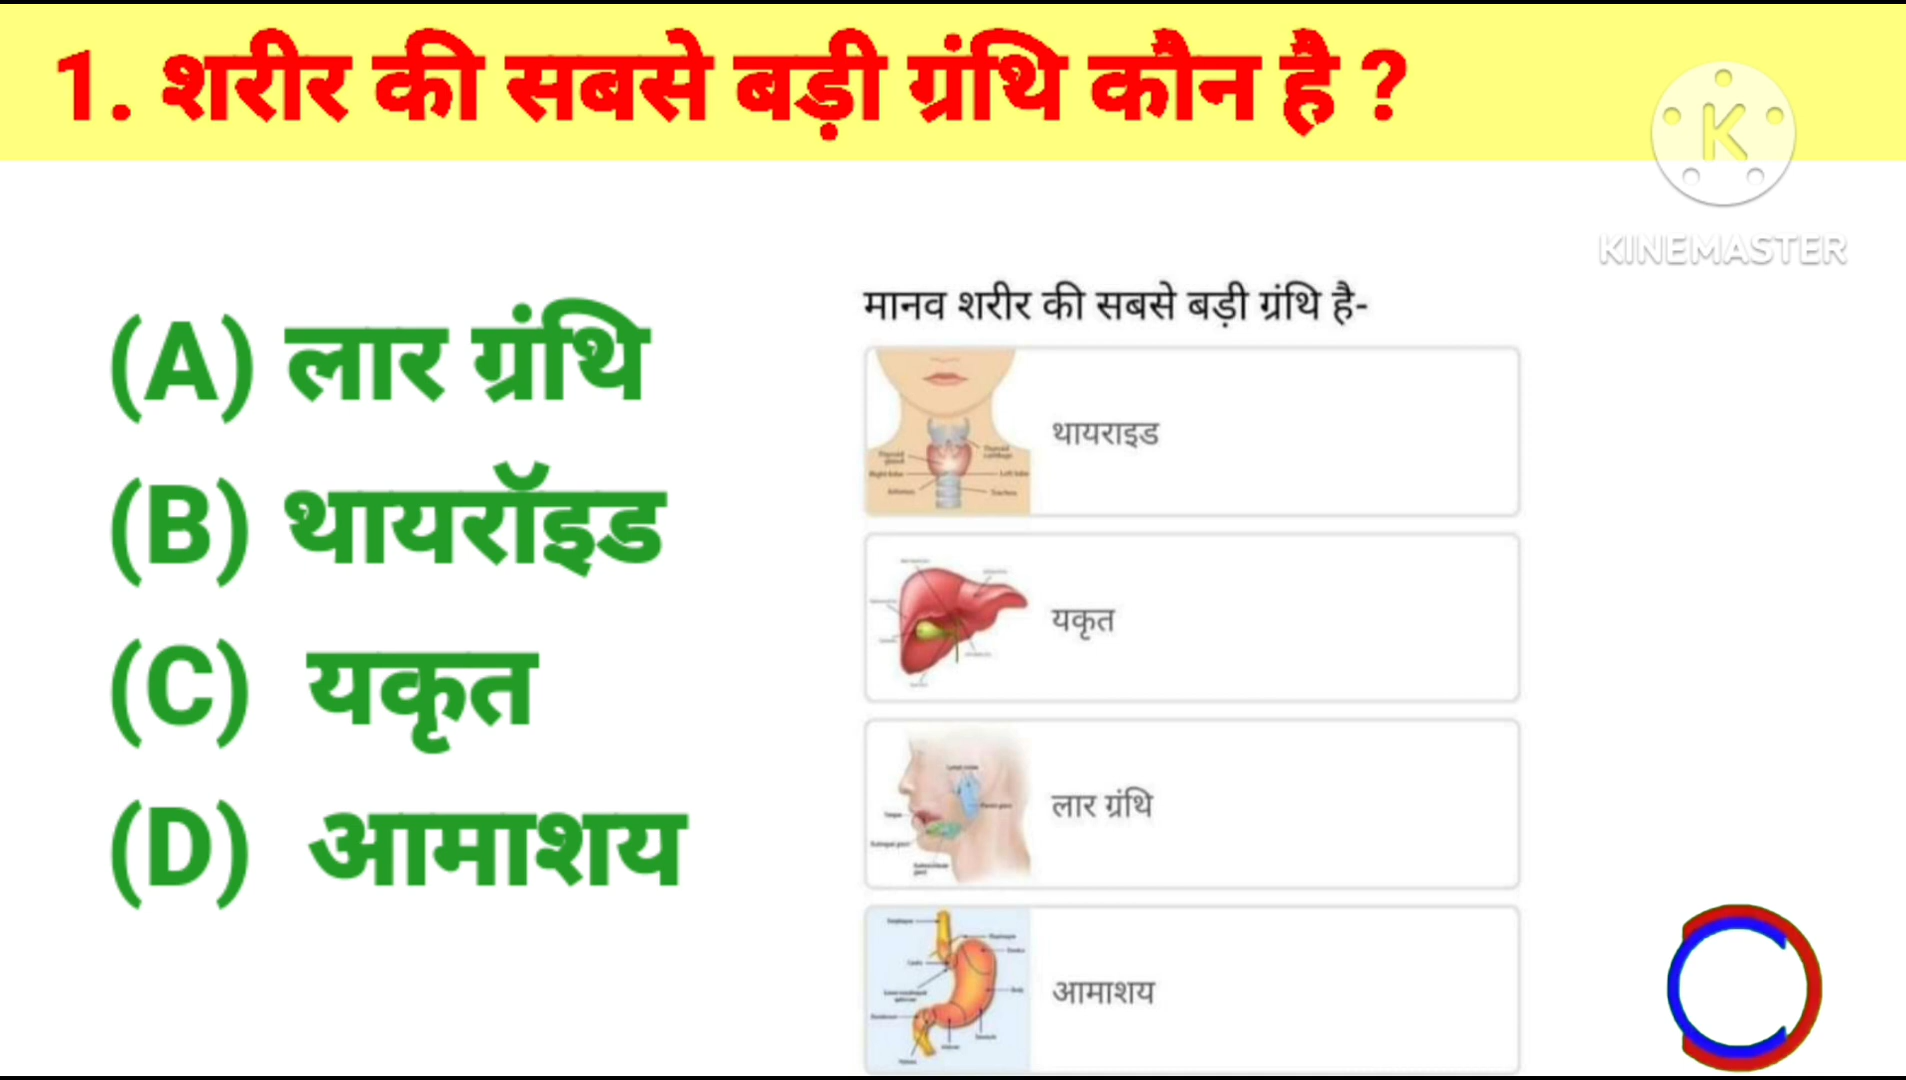 1. शरीर की सबसे बड़ी ग्रंथि कौन है ?
KINEMASTER
(A) लार ग्रंथि
(B) थायरॉइड
(C) यकृत
(D) आमाशय
मानव शरीर की सबसे बड़ी ग्रंथि है-
थायराइड
यकृत
लार ग्रंथि
आमाशय